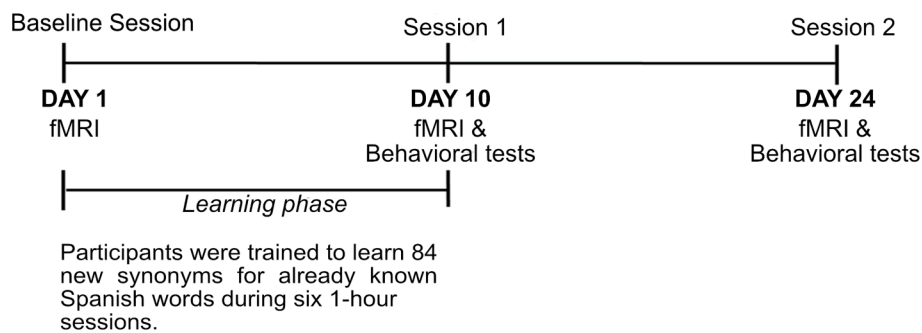 Baseline Session
Session 1
Session 2
DAY 1
DAY 10
DAY 24
fMRI
fMRI &
Behavioral tests
fMRI &
Behavioral tests
Learning phase
Participants were trained to learn 84
new synonyms for already known
Spanish words during six 1-hour
sessions.